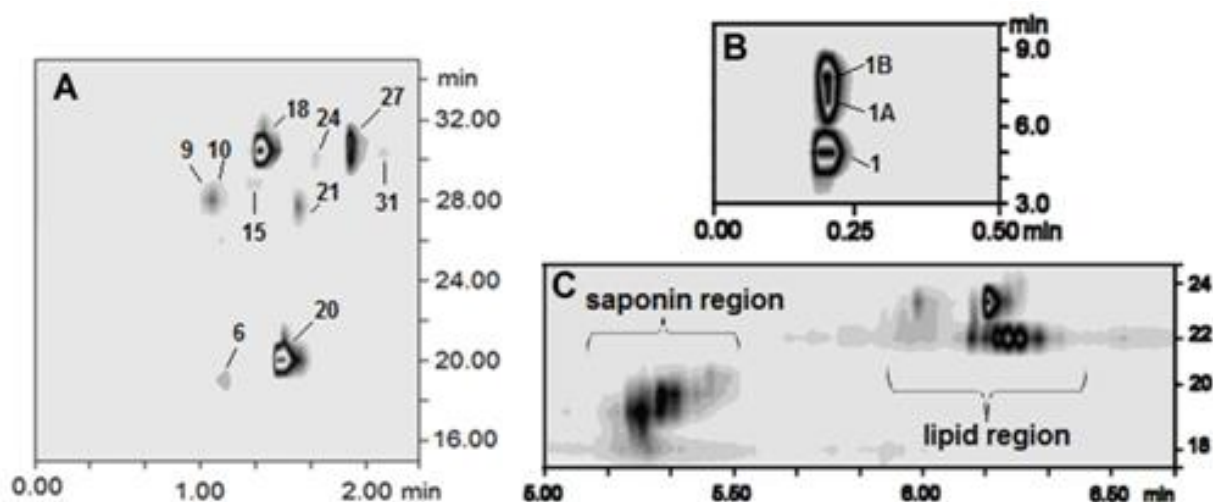 A
min
18
27
24
32.00
9
10
15
21
31
28.00
24.00
20
6
20.00
16.00
0.00 1.00 2.00 min
B
min
9.0
1B
1A
6.0
1
3.0
0.00 0.25 0.50 min
C
saponin region
24
22
20
lipid region
18
5.00 5.50 6.00 6.50 min